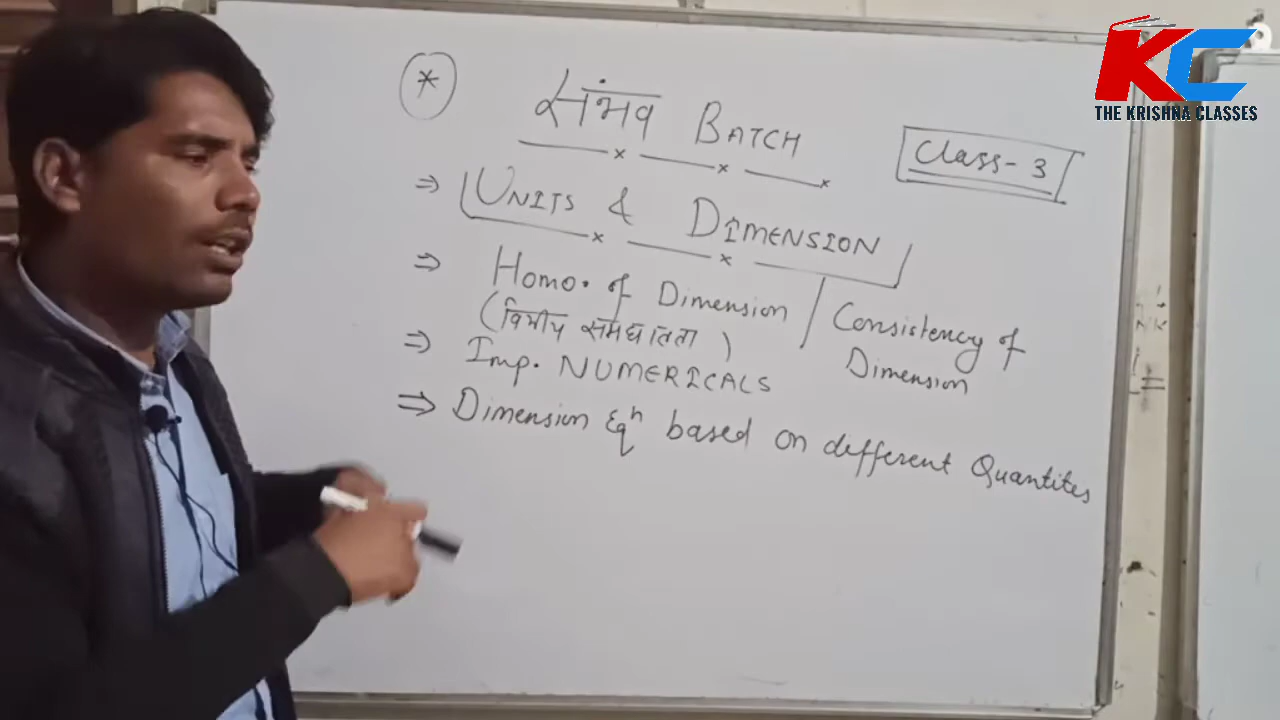 KC
THE KRISHNA CLASSES
* संभव BATCH
Class-3
⇒ UNITS & DIMENSION
⇒ Homo. of Dimension / Consistency of Dimension
(विमीय समघातता)
⇒ Imp. NUMERICALS
⇒ Dimension Eqⁿ based on different Quantites